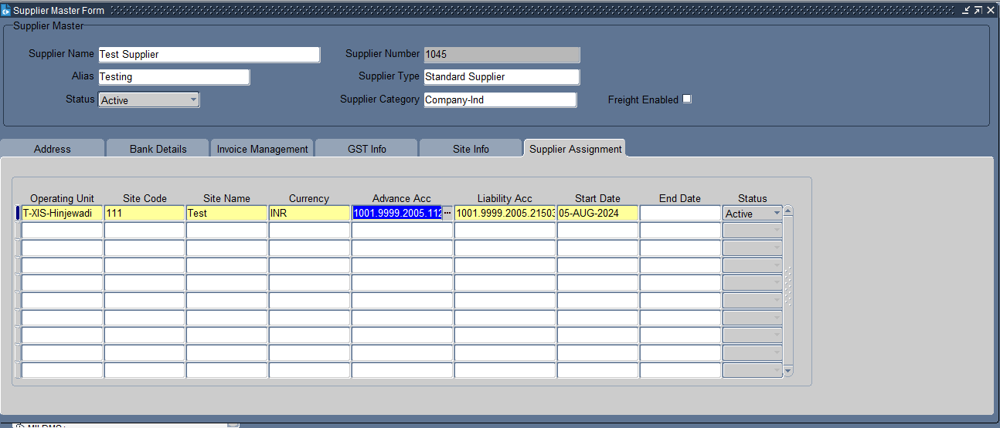 Supplier Master Form
Supplier Master
Supplier Name Test Supplier Supplier Number 1045
Alias Testing Supplier Type Standard Supplier
Status Active Supplier Category Company-Ind Freight Enabled
Address Bank Details Invoice Management GST Info Site Info Supplier Assignment
Operating Unit Site Code Site Name Currency Advance Acc Liability Acc Start Date End Date Status
T-XIS-Hinjewadi 111 Test INR 1001.9999.2005.112 ... 1001.9999.2005.21503 05-AUG-2024 Active